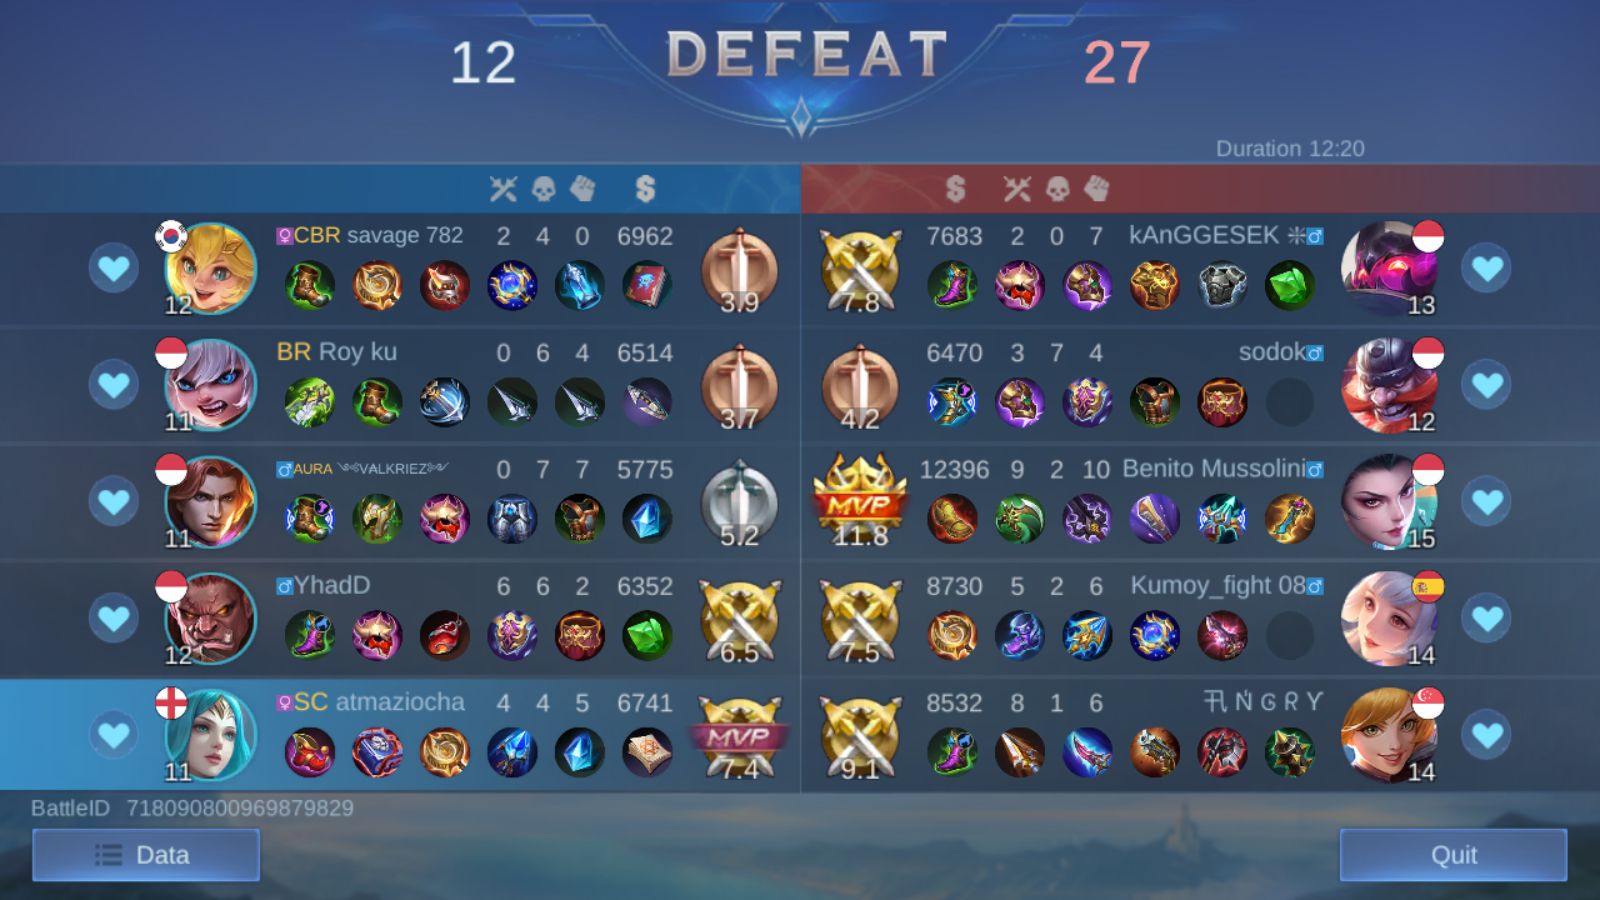 12 DEFEAT 27
Duration 12:20
CBR savage 782 2 4 0 6962 3.9 12
7.8 7683 2 0 7 kAnGGESEK 13
BR Roy ku 0 6 4 6514 3.7 11
4.2 6470 3 7 4 sodok 12
AURA VALKRIEZ 0 7 7 5775 5.2 11
MVP 11.8 12396 9 2 10 Benito Mussolini 15
YhadD 6 6 2 6352 6.5 12
7.5 8730 5 2 6 Kumoy_fight 08 14
SC atmaziocha 4 4 5 6741 MVP 7.4 11
9.1 8532 8 1 6 卂 N G R Y 14
BattleID 718090800969879829
Data
Quit